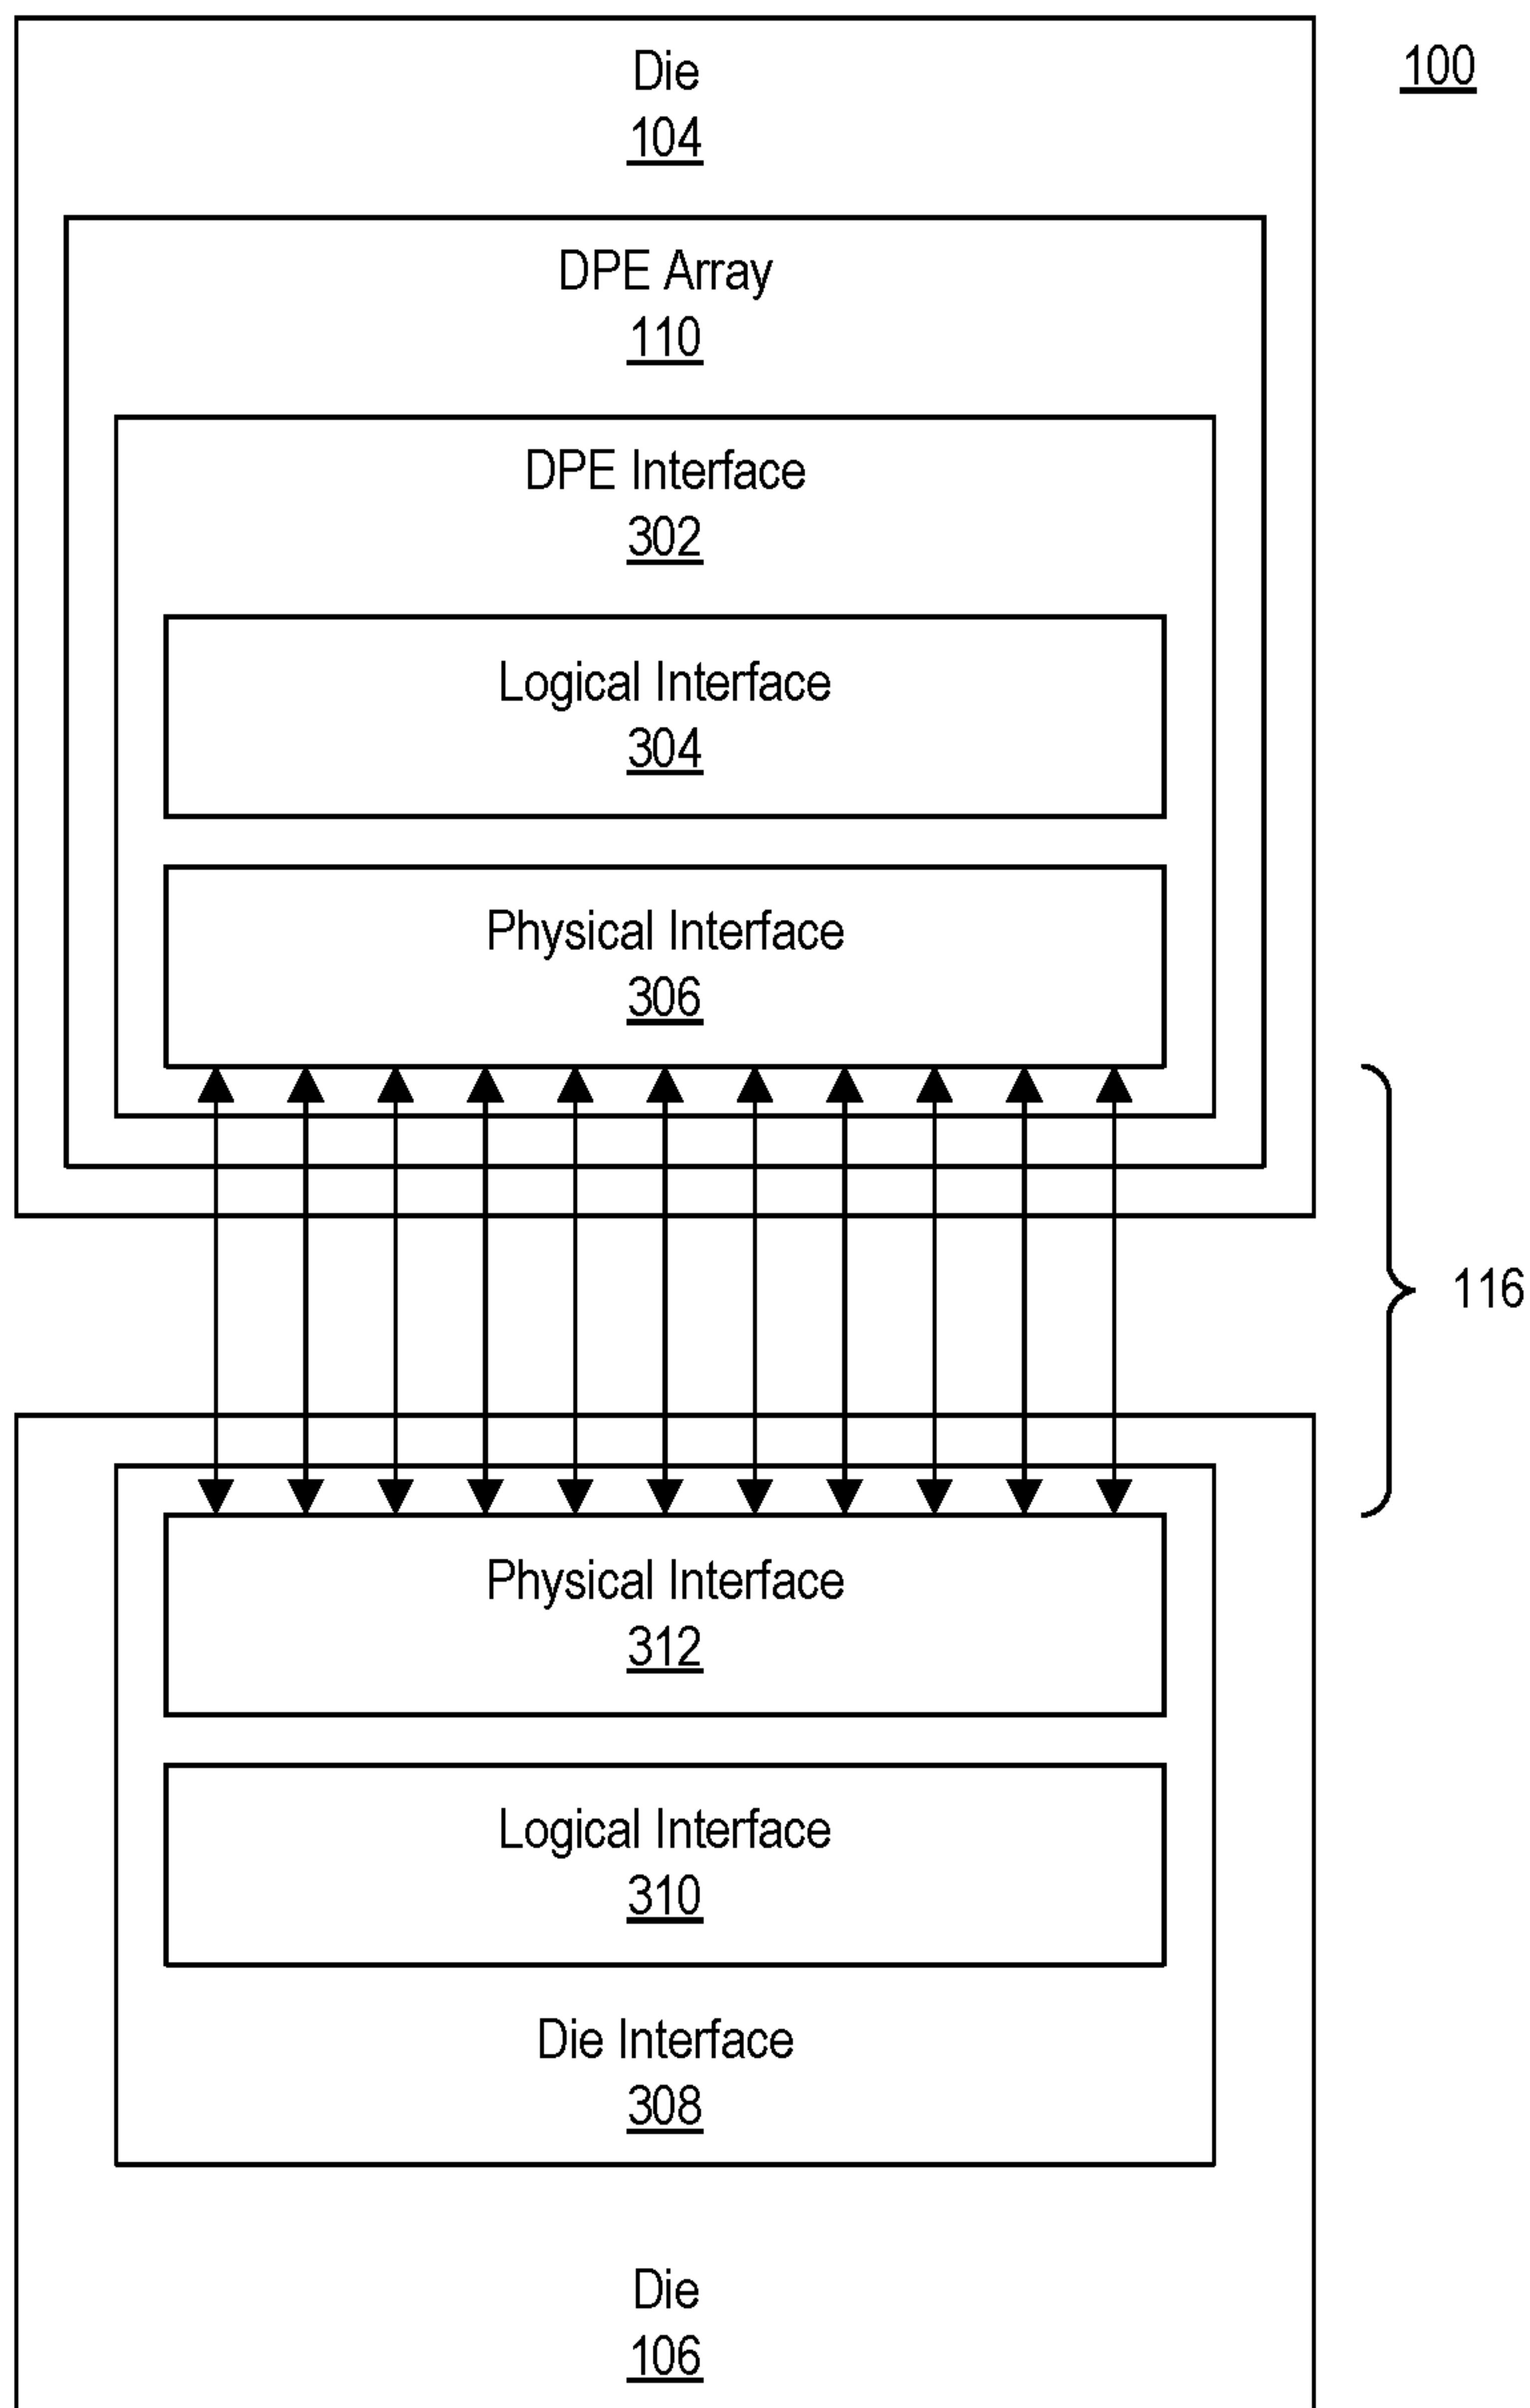 Die
104
100
DPE Array
110
DPE Interface
302
Logical Interface
304
Physical Interface
306
116
Physical Interface
312
Logical Interface
310
Die Interface
308
Die
106